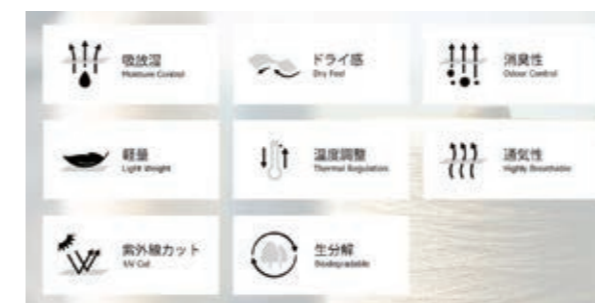 吸放湿
Moisture Control
ドライ感
Dry Feel
消臭性
Odour Control
軽量
Light Weight
温度調整
Thermal Regulation
通気性
Highly Breathable
紫外線カット
UV Cut
生分解
Biodegradable